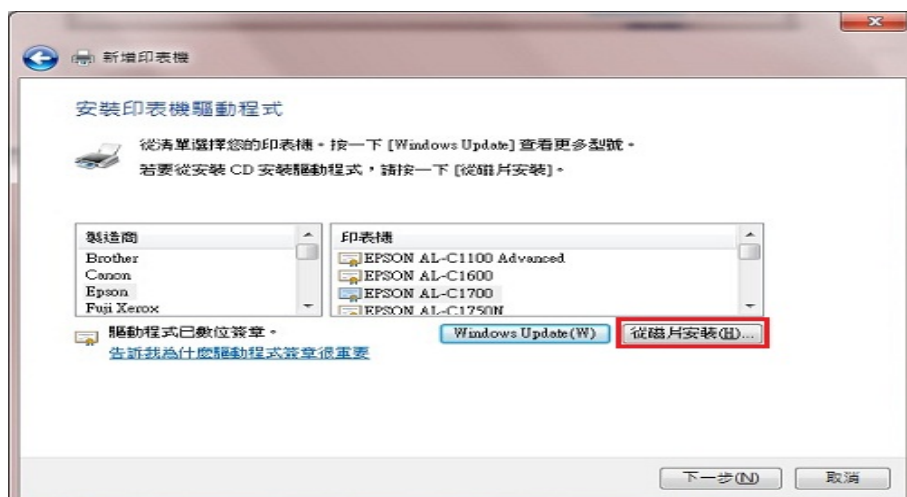 新增印表機
安裝印表機驅動程式
從清單選擇您的印表機。按一下 [Windows Update] 查看更多型號。
若要從安裝 CD 安裝驅動程式，請按一下 [從磁片安裝]。
製造商
Brother
Canon
Epson
Fuji Xerox
印表機
EPSON AL-C1100 Advanced
EPSON AL-C1600
EPSON AL-C1700
EPSON AL-C1750N
驅動程式已數位簽章。
告訴我為什麼驅動程式簽章很重要
Windows Update(W)
從磁片安裝(H)...
下一步(N)
取消